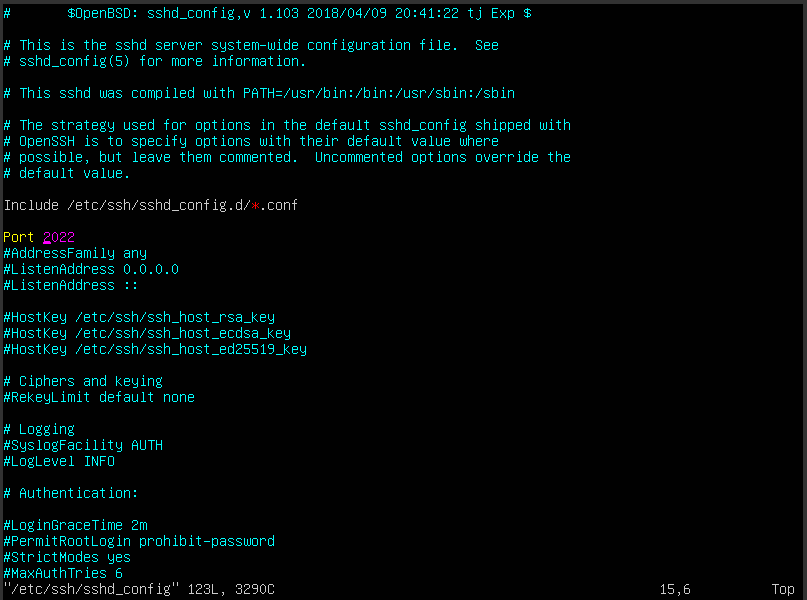 #       $OpenBSD: sshd_config,v 1.103 2018/04/09 20:41:22 tj Exp $
# This is the sshd server system-wide configuration file.  See
# sshd_config(5) for more information.
# This sshd was compiled with PATH=/usr/bin:/bin:/usr/sbin:/sbin
# The strategy used for options in the default sshd_config shipped with
# OpenSSH is to specify options with their default value where
# possible, but leave them commented.  Uncommented options override the
# default value.
Include /etc/ssh/sshd_config.d/*.conf
Port 2022
#AddressFamily any
#ListenAddress 0.0.0.0
#ListenAddress ::
#HostKey /etc/ssh/ssh_host_rsa_key
#HostKey /etc/ssh/ssh_host_ecdsa_key
#HostKey /etc/ssh/ssh_host_ed25519_key
# Ciphers and keying
#RekeyLimit default none
# Logging
#SyslogFacility AUTH
#LogLevel INFO
# Authentication:
#LoginGraceTime 2m
#PermitRootLogin prohibit-password
#StrictModes yes
#MaxAuthTries 6
"/etc/ssh/sshd_config" 123L, 3290C                                                15,6          Top